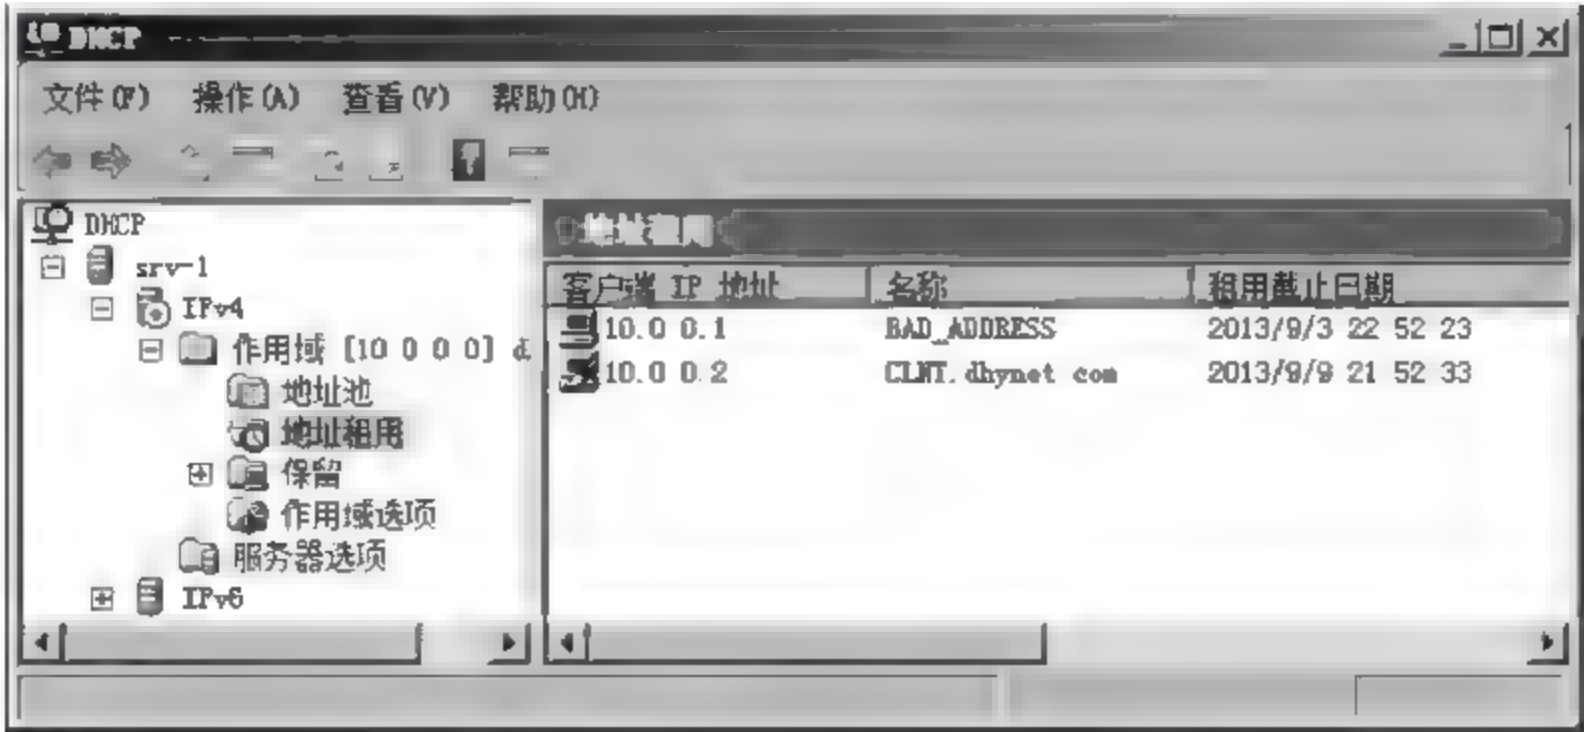 DHCP
文件(F) 操作(A) 查看(V) 帮助(H)
DHCP
srv-1
IPv4
作用域 [10 0 0 0] d
地址池
地址租用
保留
作用域选项
服务器选项
IPv6
地址租用
客户端 IP 地址 名称 租用截止日期
10.0 0.1 BAD_ADDRESS 2013/9/3 22 52 23
10.0 0.2 CLNT.dhynet com 2013/9/9 21 52 33